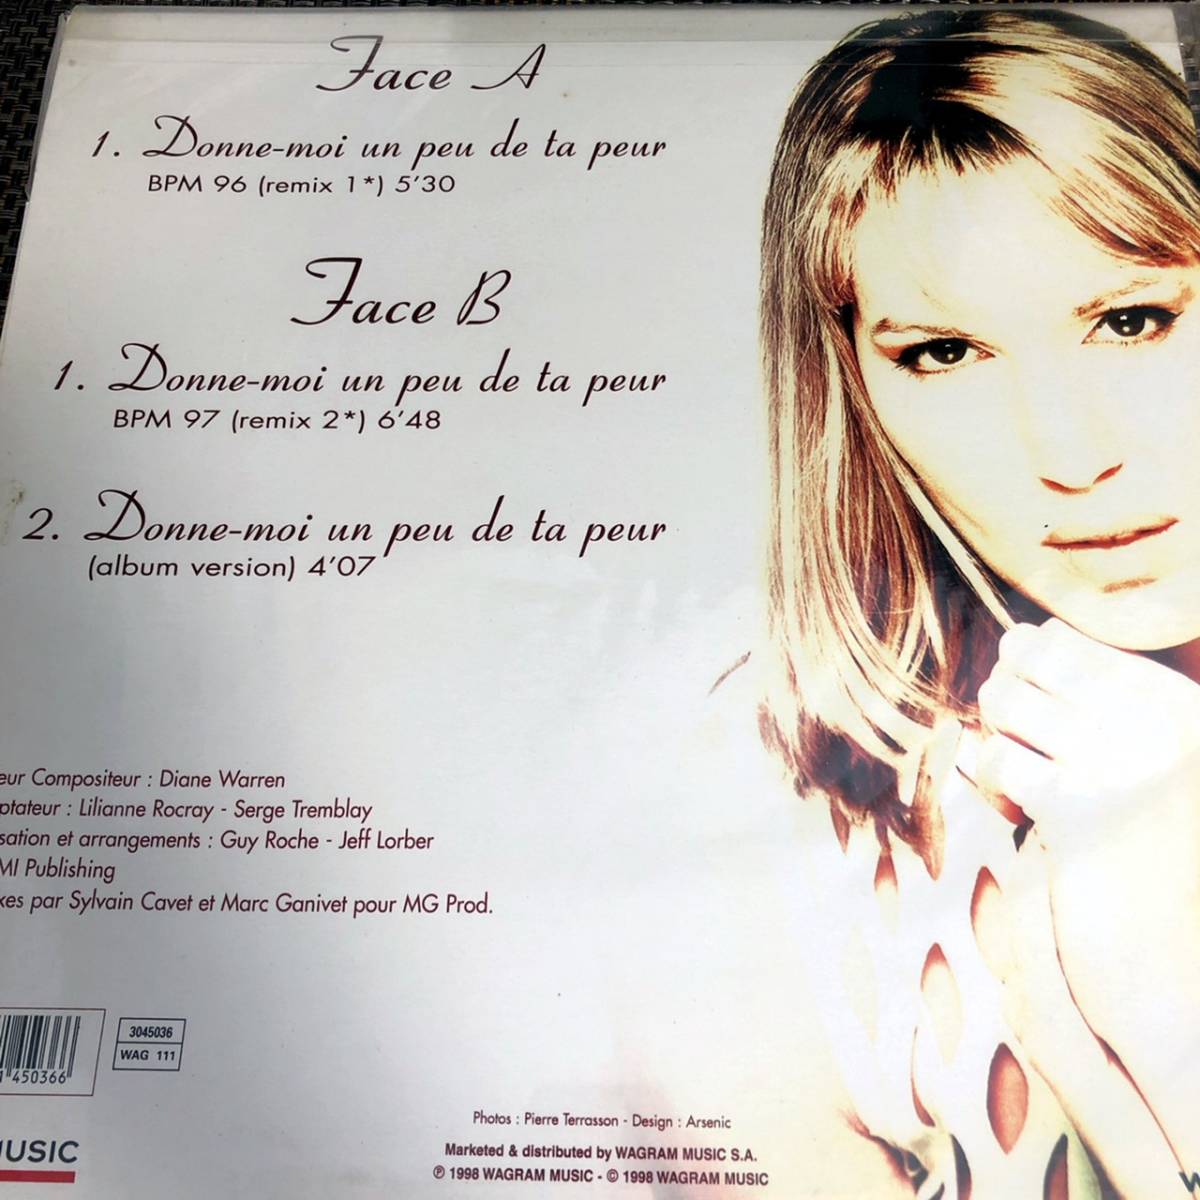 Face A
1. Donne-moi un peu de ta peur
BPM 96 (remix 1*) 5'30
Face B
1. Donne-moi un peu de ta peur
BPM 97 (remix 2*) 6'48
2. Donne-moi un peu de ta peur
(album version) 4'07
eur Compositeur : Diane Warren
ptateur : Lilianne Rocray - Serge Tremblay
sation et arrangements : Guy Roche - Jeff Lorber
MI Publishing
xes par Sylvain Cavet et Marc Ganivet pour MG Prod.
3045036
WAG 111
450366
MUSIC
Photos : Pierre Terrasson - Design : Arsenic
Marketed & distributed by WAGRAM MUSIC S.A.
℗ 1998 WAGRAM MUSIC - © 1998 WAGRAM MUSIC